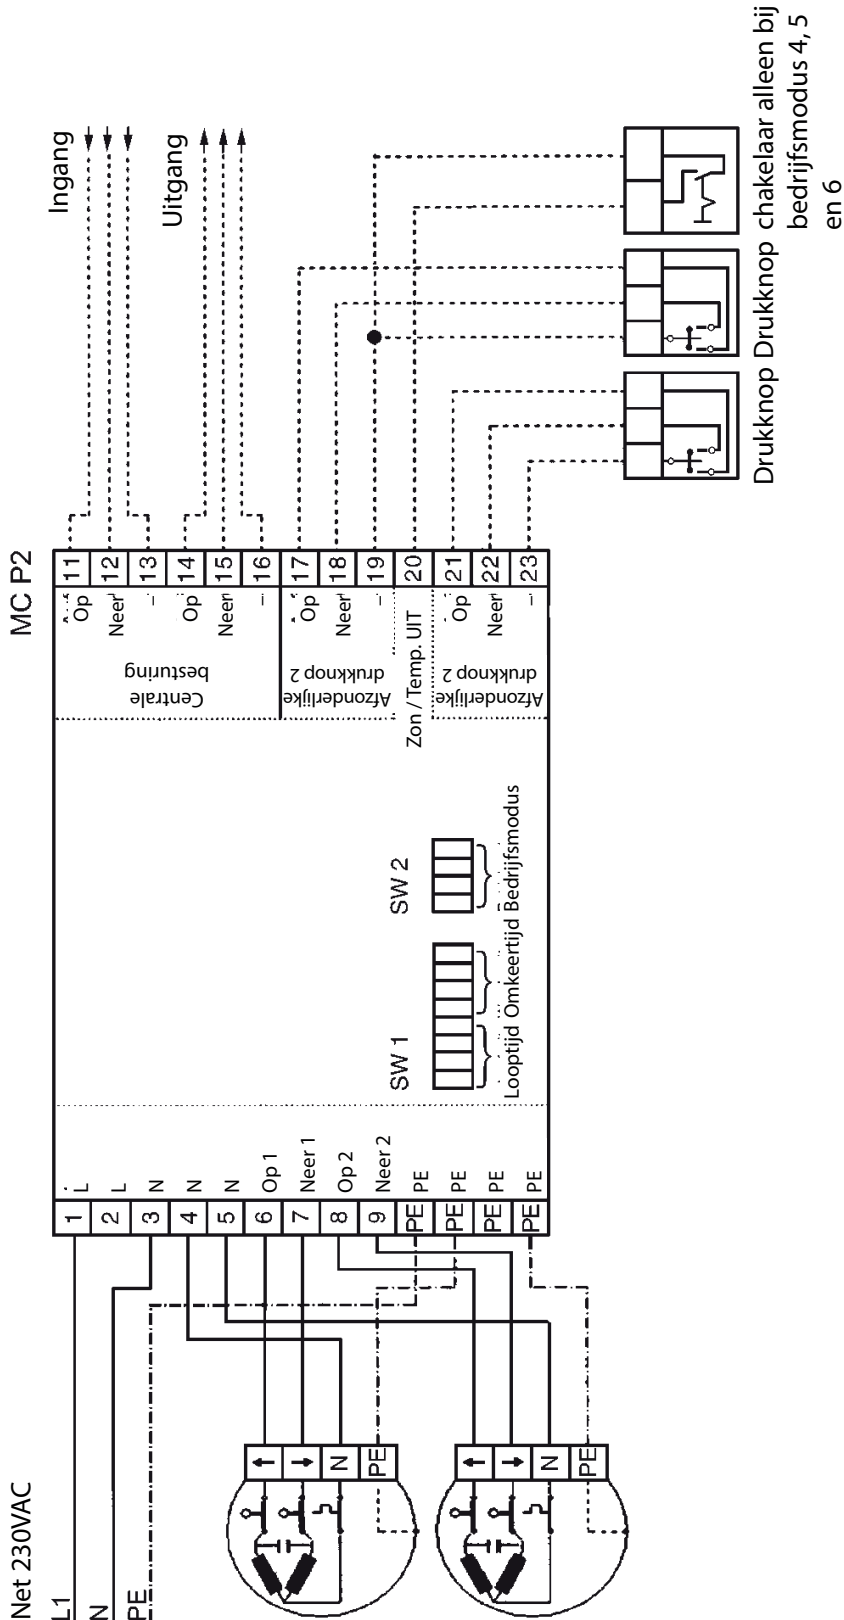 Net 230VAC
L1
N
PE
MC P2
1 L
2 L
3 N
4 N
5 N
6 Op 1
7 Neer 1
8 Op 2
9 Neer 2
PE PE
PE PE
PE PE
PE PE
↑
↓
N
PE
↑
↓
N
PE
SW 1
Looptijd
Omkeertijd
SW 2
Bedrijfsmodus
Centrale
besturing
Afzonderlijke
drukknop 2
Zon / Temp. UIT
Afzonderlijke
drukknop 2
Op 11
Neer 12
13
Op 14
Neer 15
16
Op 17
Neer 18
19
20
Op 21
Neer 22
23
Ingang
Uitgang
Drukknop
Drukknop
chakelaar alleen bij
bedrijfsmodus 4, 5
en 6